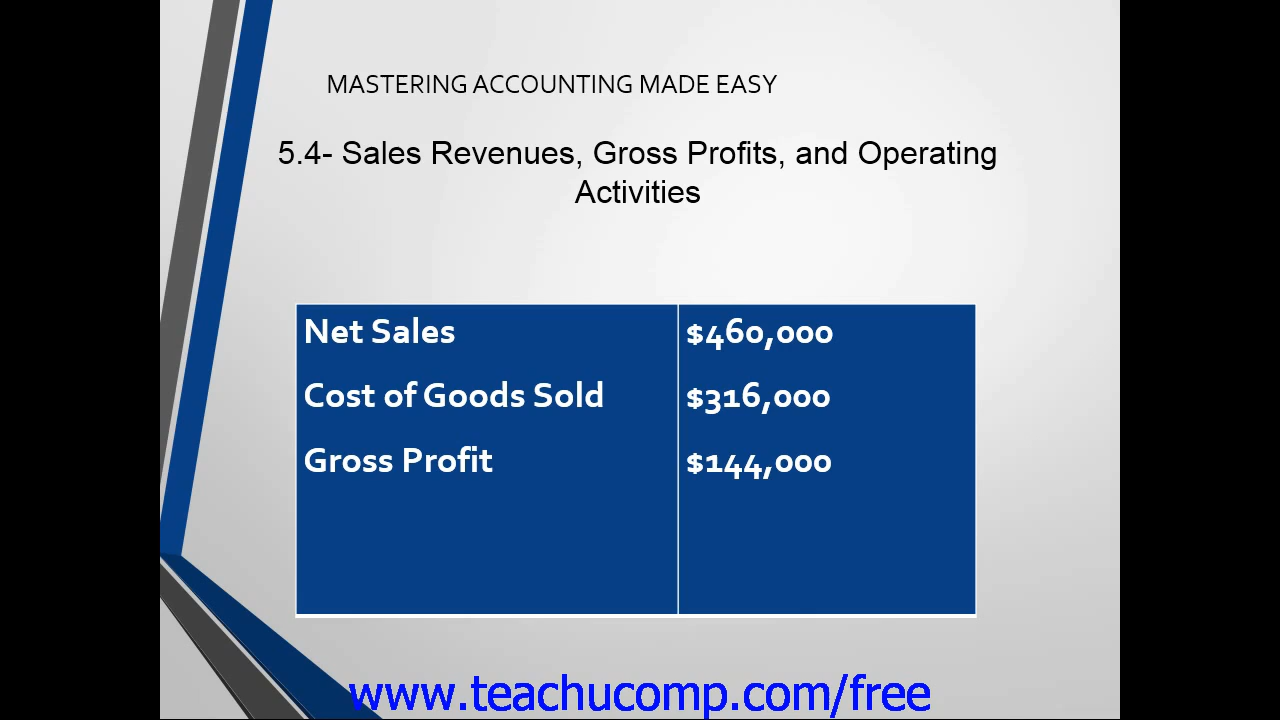 MASTERING ACCOUNTING MADE EASY
5.4- Sales Revenues, Gross Profits, and Operating
Activities
Net Sales $460,000
Cost of Goods Sold $316,000
Gross Profit $144,000
www.teachucomp.com/free